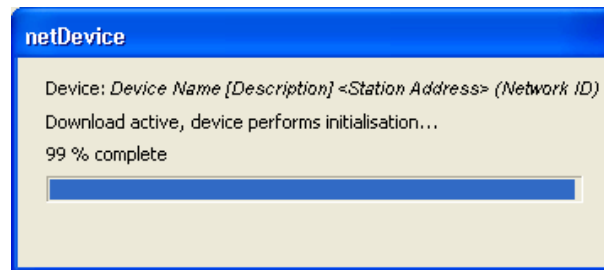 netDevice
Device: Device Name [Description] <Station Address> (Network ID)
Download active, device performs initialisation...
99 % complete